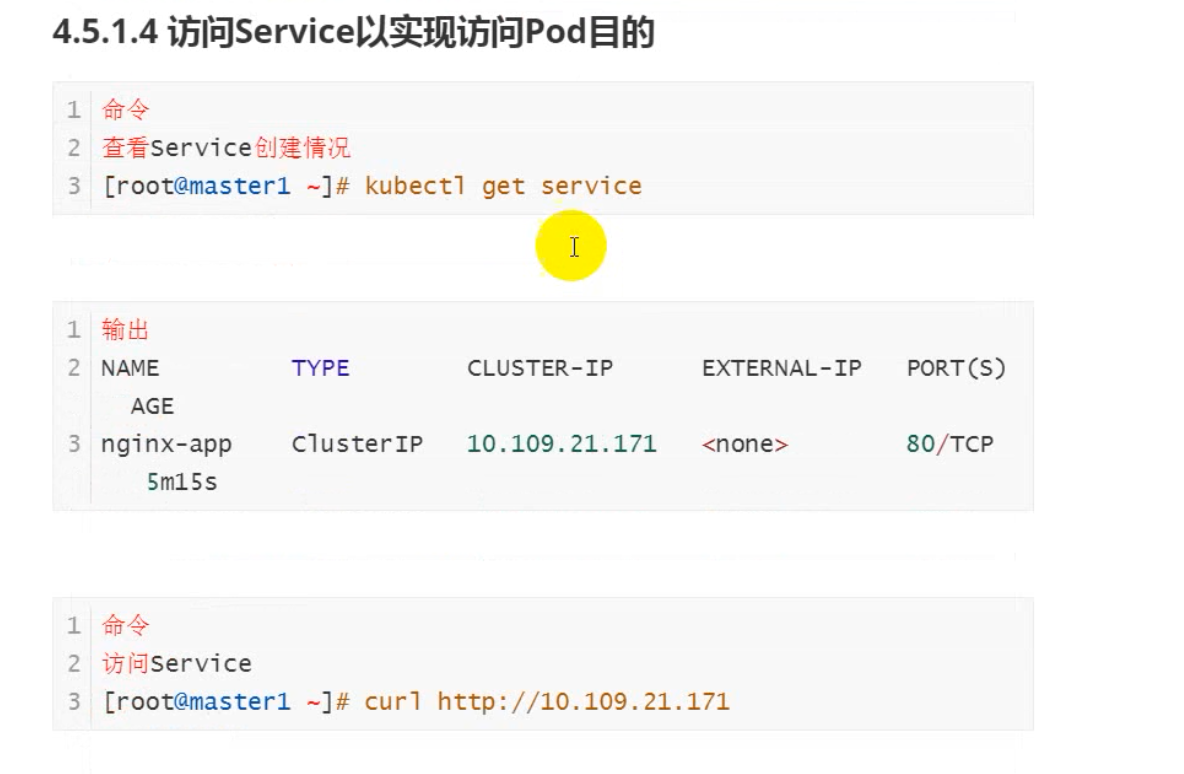 4.5.1.4 访问Service以实现访问Pod目的
1 命令
2 查看Service创建情况
3 [root@master1 ~]# kubectl get service
1 输出
2 NAME TYPE CLUSTER-IP EXTERNAL-IP PORT(S)
AGE
3 nginx-app ClusterIP 10.109.21.171 <none> 80/TCP
5m15s
1 命令
2 访问Service
3 [root@master1 ~]# curl http://10.109.21.171